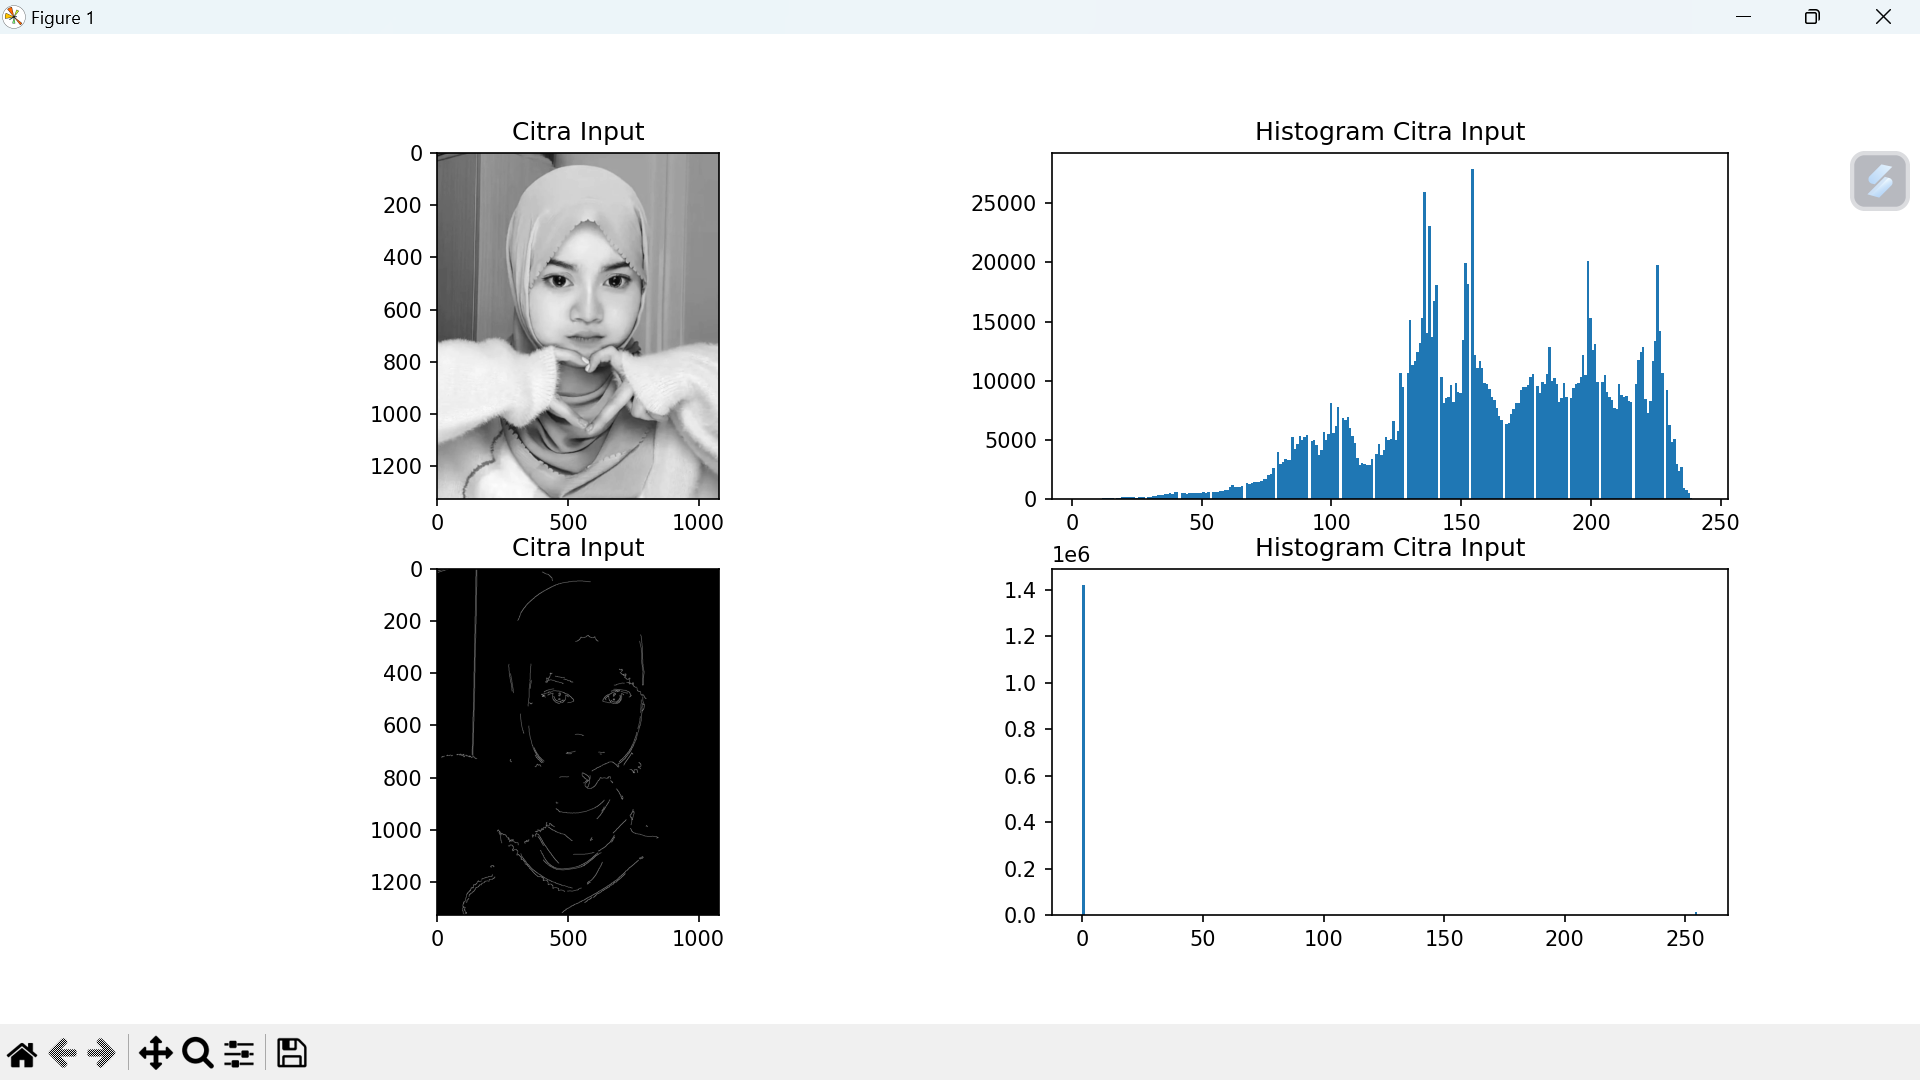 Figure 1
Citra Input
0
200
400
600
800
1000
1200
0 500 1000
Histogram Citra Input
25000
20000
15000
10000
5000
0
0 50 100 150 200 250
Citra Input
0
200
400
600
800
1000
1200
0 500 1000
Histogram Citra Input
1e6
1.4
1.2
1.0
0.8
0.6
0.4
0.2
0.0
0 50 100 150 200 250